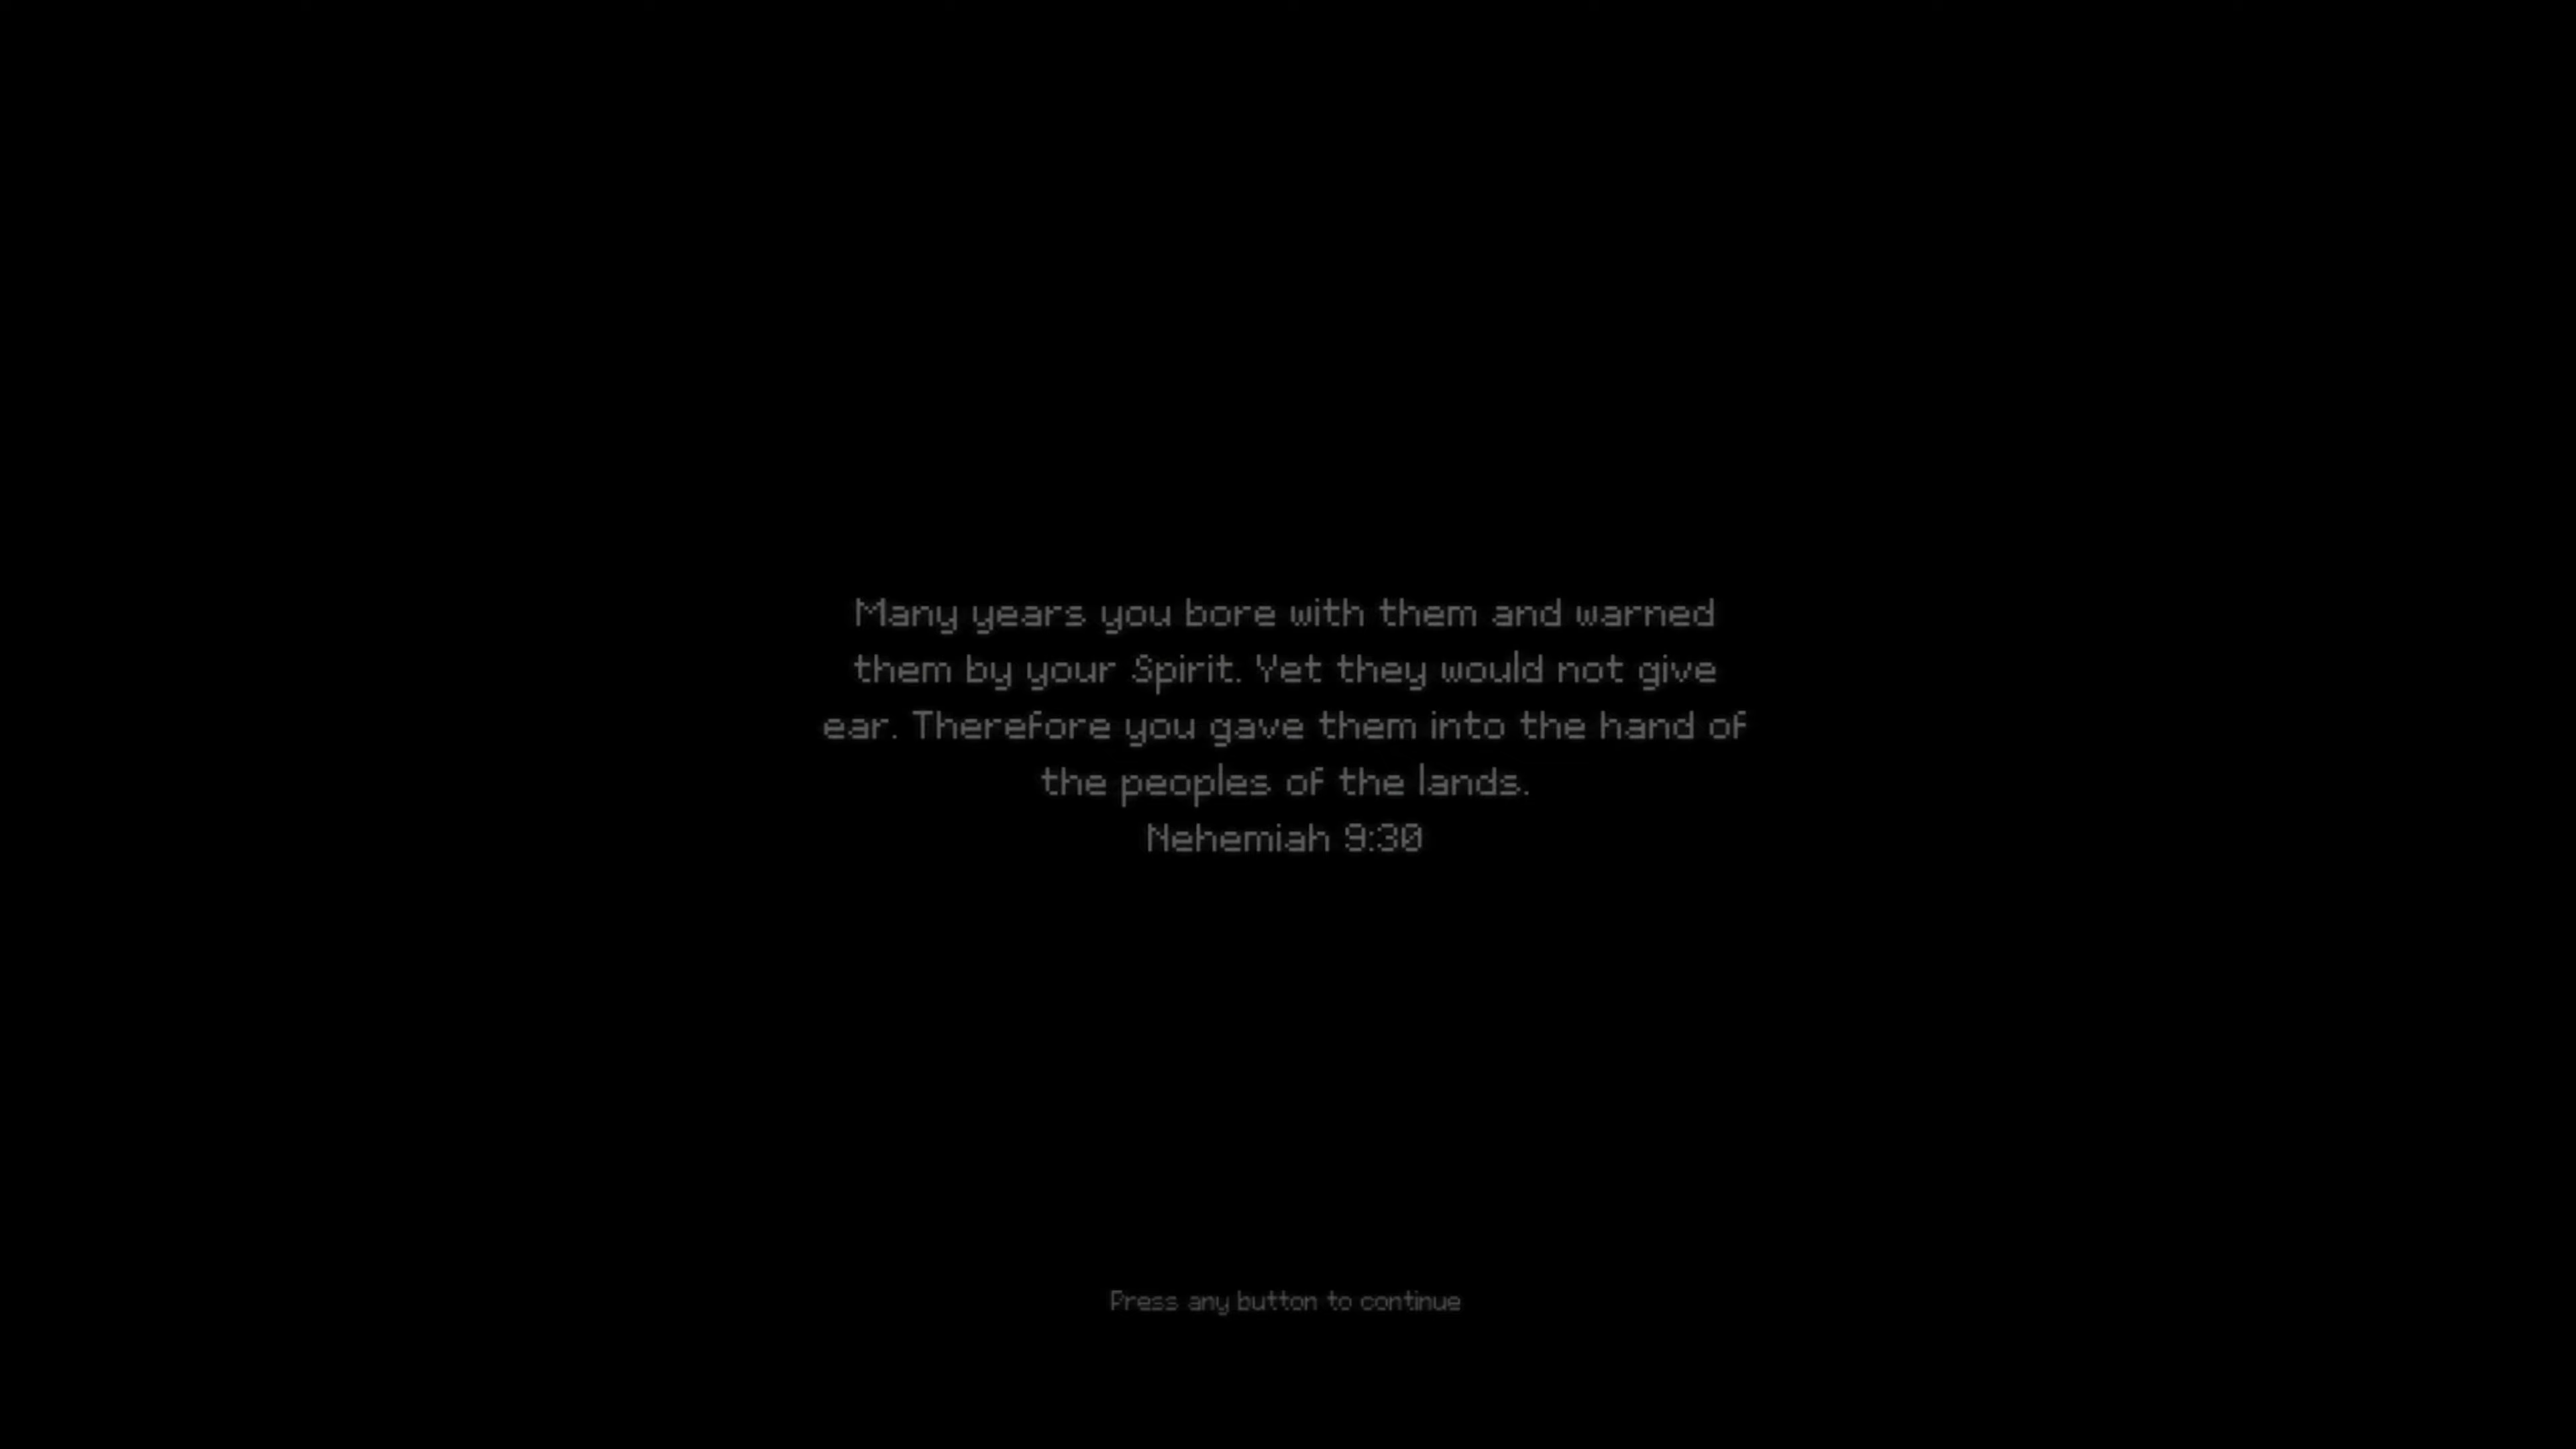 Many years you bore with them and warned
them by your Spirit. Yet they would not give
ear. Therefore you gave them into the hand of
the peoples of the lands.
Nehemiah 9:30
Press any button to continue